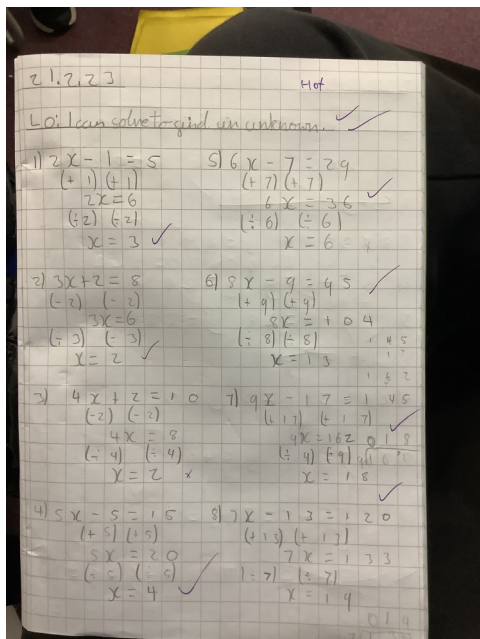 21.2.23
Hot
LO: I can solve to find an unknown.
1) 2x - 1 = 5
(+ 1) (+ 1)
2x = 6
(÷2) (÷2)
x = 3
2) 3x + 2 = 8
(- 2) (- 2)
3x = 6
(÷ 3) (÷ 3)
x = 2
3) 4x + 2 = 10
(-2) (-2)
4x = 8
(÷ 4) (÷ 4)
x = 2
4) 5x - 5 = 15
(+ 5) (+ 5)
5x = 20
(÷ 5) (÷ 5)
x = 4
5) 6x - 7 = 29
(+ 7) (+ 7)
6x = 36
(÷ 6) (÷ 6)
x = 6
6) 8x - 9 = 95
(+ 9) (+ 9)
8x = 104
(÷ 8) (÷ 8)
x = 13
7) 9x - 17 = 145
(+ 17) (+ 17)
9x = 162
(÷ 9) (÷ 9)
x = 18
8) 7x - 13 = 120
(+ 13) (+ 13)
7x = 133
(÷ 7) (÷ 7)
x = 19
019